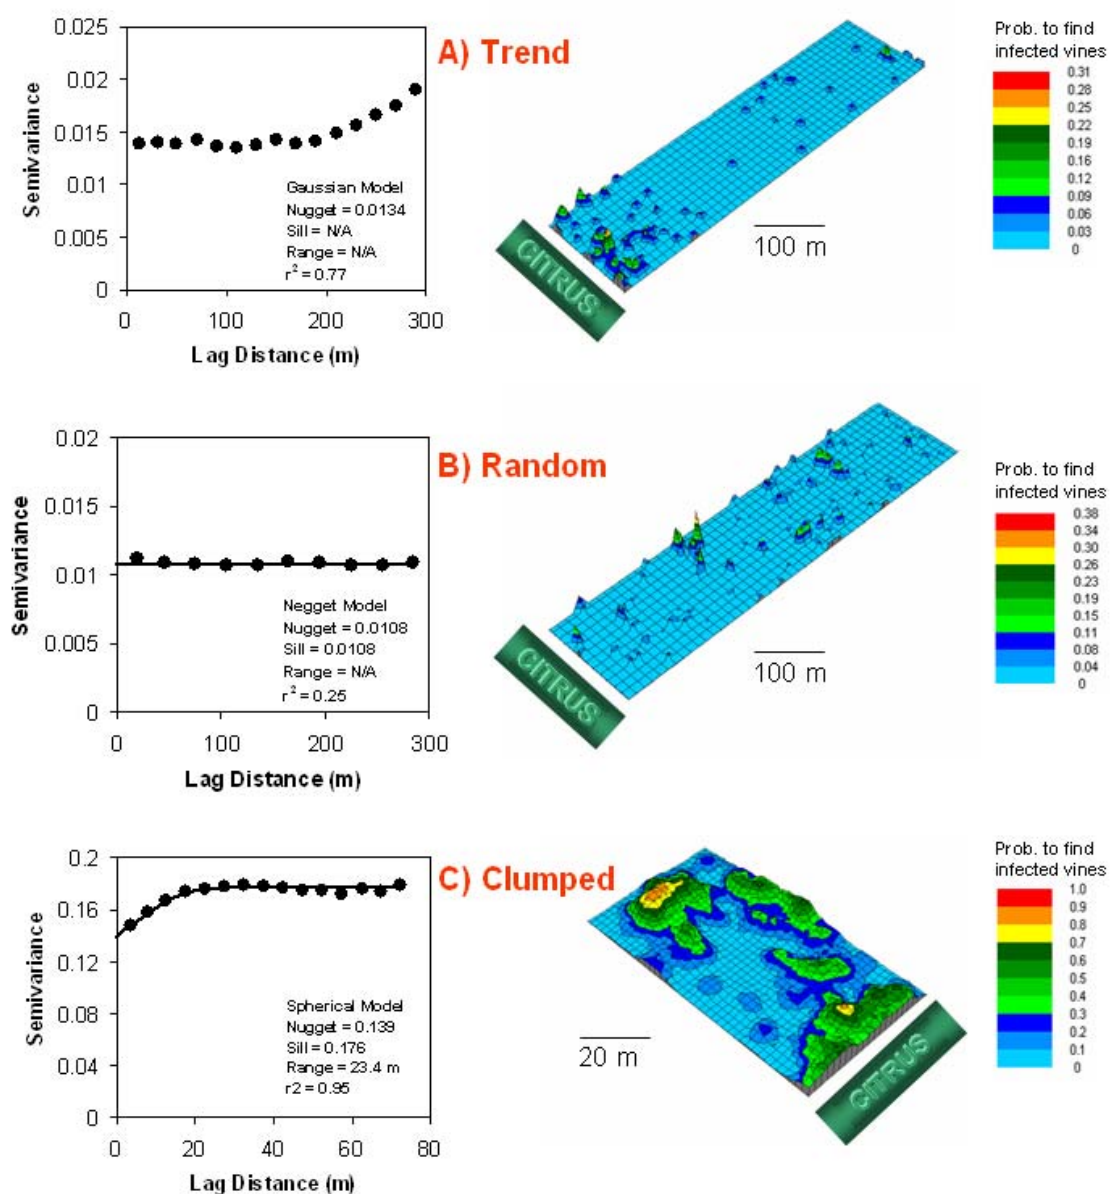 A) Trend
Semivariance
0.025
0.02
0.015
0.01
0.005
0
0
100
200
300
Lag Distance (m)
Gaussian Model
Nugget = 0.0134
Sill = N/A
Range = N/A
r² = 0.77
CITRUS
100 m
Prob. to find
infected vines
0.31
0.28
0.25
0.22
0.19
0.16
0.12
0.09
0.06
0.03
0
B) Random
Semivariance
0.02
0.015
0.01
0.005
0
0
100
200
300
Lag Distance (m)
Negget Model
Nugget = 0.0108
Sill = 0.0108
Range = N/A
r² = 0.25
CITRUS
100 m
Prob. to find
infected vines
0.38
0.34
0.30
0.26
0.23
0.19
0.15
0.11
0.08
0.04
0
C) Clumped
Semivariance
0.2
0.16
0.12
0.08
0.04
0
0
20
40
60
80
Lag Distance (m)
Spherical Model
Nugget = 0.139
Sill = 0.176
Range = 23.4 m
r2 = 0.95
20 m
CITRUS
Prob. to find
infected vines
1.0
0.9
0.8
0.7
0.6
0.5
0.4
0.3
0.2
0.1
0